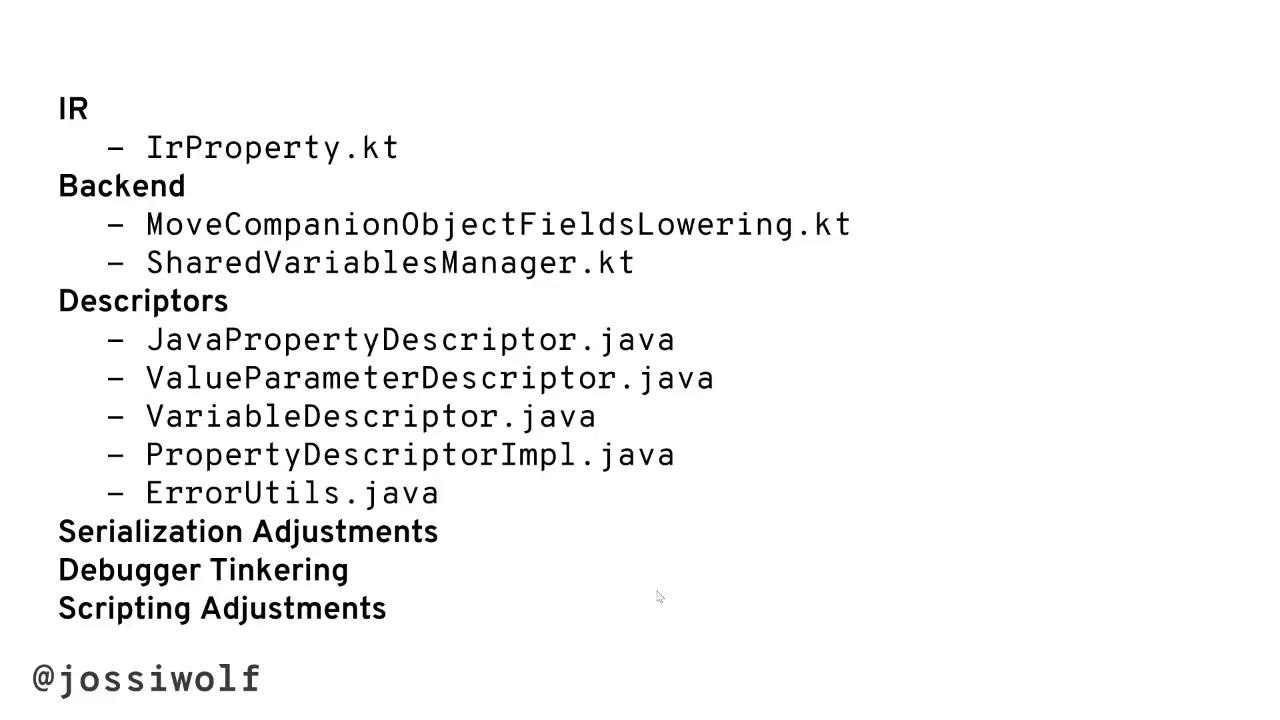 IR
- IrProperty.kt
Backend
- MoveCompanionObjectFieldsLowering.kt
- SharedVariablesManager.kt
Descriptors
- JavaPropertyDescriptor.java
- ValueParameterDescriptor.java
- VariableDescriptor.java
- PropertyDescriptorImpl.java
- ErrorUtils.java
Serialization Adjustments
Debugger Tinkering
Scripting Adjustments
@jossiwolf